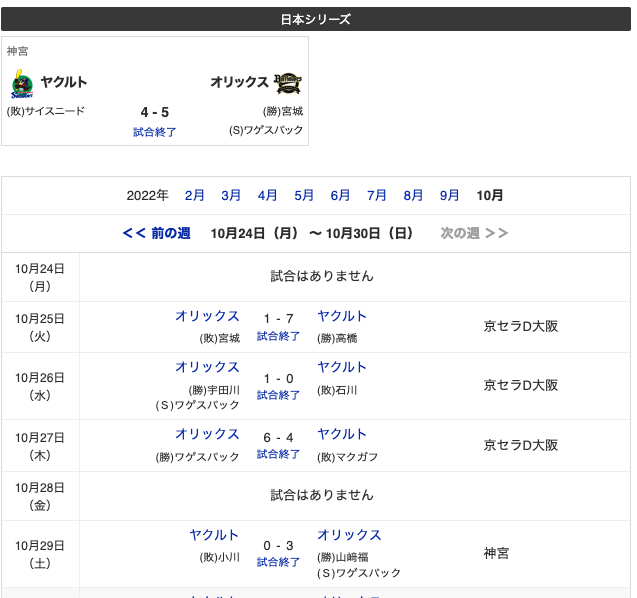 日本シリーズ
神宮
ヤクルト オリックス
(敗)サイスニード 4 - 5 (勝)宮城
試合終了 (S)ワゲスパック
2022年 2月 3月 4月 5月 6月 7月 8月 9月 10月
<< 前の週 10月24日（月） 〜 10月30日（日） 次の週 >>
10月24日
（月）
試合はありません
10月25日
（火）
オリックス 1 - 7 ヤクルト
(敗)宮城 試合終了 (勝)高橋
京セラD大阪
10月26日
（水）
オリックス 1 - 0 ヤクルト
(勝)宇田川 試合終了 (敗)石川
(Ｓ)ワゲスパック
京セラD大阪
10月27日
（木）
オリックス 6 - 4 ヤクルト
(勝)ワゲスパック 試合終了 (敗)マクガフ
京セラD大阪
10月28日
（金）
試合はありません
10月29日
（土）
ヤクルト 0 - 3 オリックス
(敗)小川 試合終了 (勝)山﨑福
(Ｓ)ワゲスパック
神宮